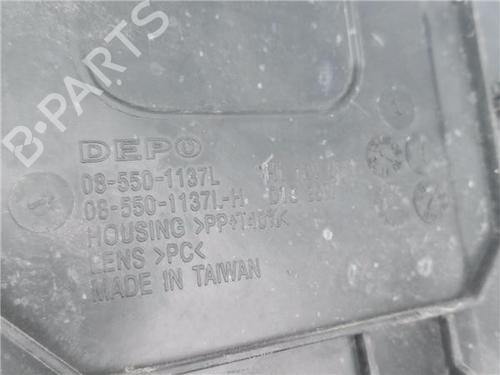 B-PARTS
DEPO
08-550-1137L
08-550-1137L-H
HOUSING >PP+T40%<
LENS >PC<
MADE IN TAIWAN